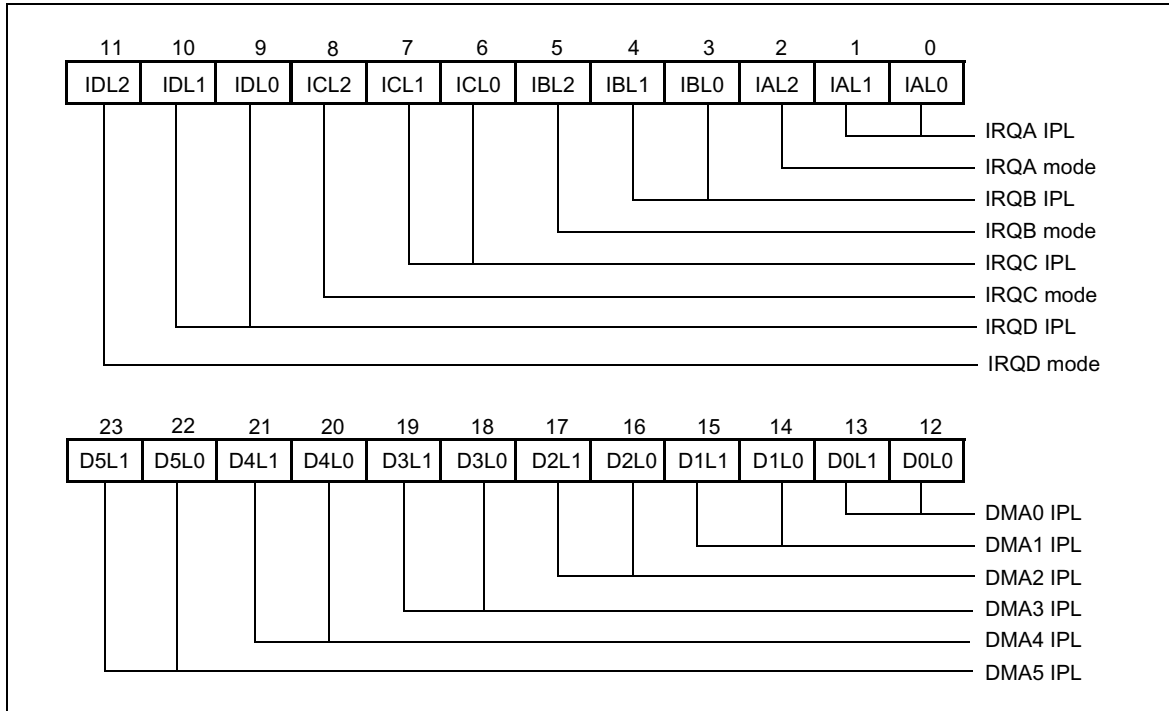 11 10 9 8 7 6 5 4 3 2 1 0
IDL2 IDL1 IDL0 ICL2 ICL1 ICL0 IBL2 IBL1 IBL0 IAL2 IAL1 IAL0
IRQA IPL
IRQA mode
IRQB IPL
IRQB mode
IRQC IPL
IRQC mode
IRQD IPL
IRQD mode
23 22 21 20 19 18 17 16 15 14 13 12
D5L1 D5L0 D4L1 D4L0 D3L1 D3L0 D2L1 D2L0 D1L1 D1L0 D0L1 D0L0
DMA0 IPL
DMA1 IPL
DMA2 IPL
DMA3 IPL
DMA4 IPL
DMA5 IPL